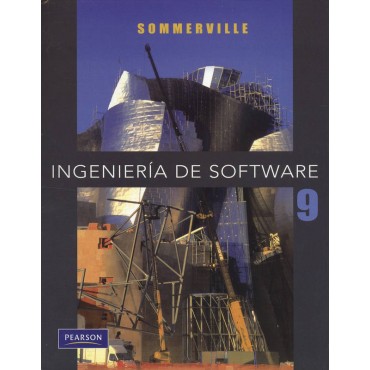 SOMMERVILLE
INGENIERÍA DE SOFTWARE
9
PEARSON